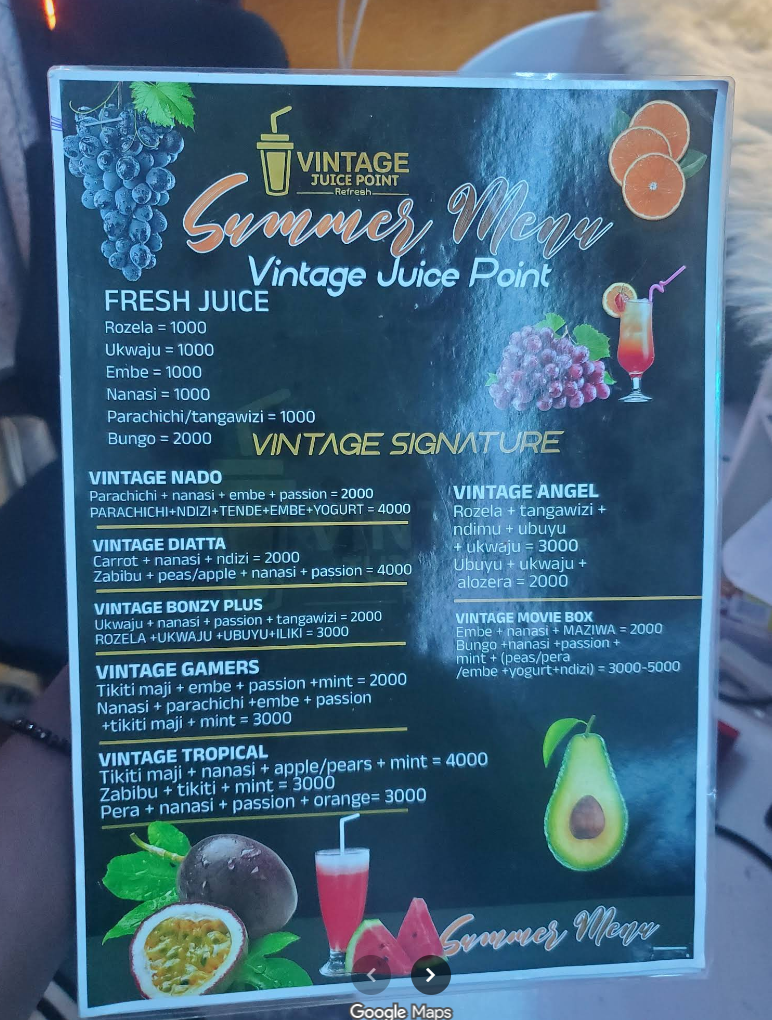 VINTAGE
JUICE POINT
Refresh
Summer Menu
Vintage Juice Point
FRESH JUICE
Rozela = 1000
Ukwaju = 1000
Embe = 1000
Nanasi = 1000
Parachichi/tangawizi = 1000
Bungo = 2000
VINTAGE SIGNATURE
VINTAGE NADO
Parachichi + nanasi + embe + passion = 2000
PARACHICHI+NDIZI+TENDE+EMBE+YOGURT = 4000
VINTAGE DIATTA
Carrot + nanasi + ndizi = 2000
Zabibu + peas/apple + nanasi + passion = 4000
VINTAGE BONZY PLUS
Ukwaju + nanasi + passion + tangawizi = 2000
ROZELA +UKWAJU +UBUYU+ILIKI = 3000
VINTAGE GAMERS
Tikiti maji + embe + passion +mint = 2000
Nanasi + parachichi +embe + passion
+tikiti maji + mint = 3000
VINTAGE TROPICAL
Tikiti maji + nanasi + apple/pears + mint = 4000
Zabibu + tikiti + mint = 3000
Pera + nanasi + passion + orange= 3000
VINTAGE ANGEL
Rozela + tangawizi +
ndimu + ubuyu
+ ukwaju = 3000
Ubuyu + ukwaju +
alozera = 2000
VINTAGE MOVIE BOX
Embe + nanasi + MAZIWA = 2000
Bungo +nanasi +passion +
mint + (peas/pera
/embe +yogurt+ndizi) = 3000-5000
Summer Menu
Google Maps